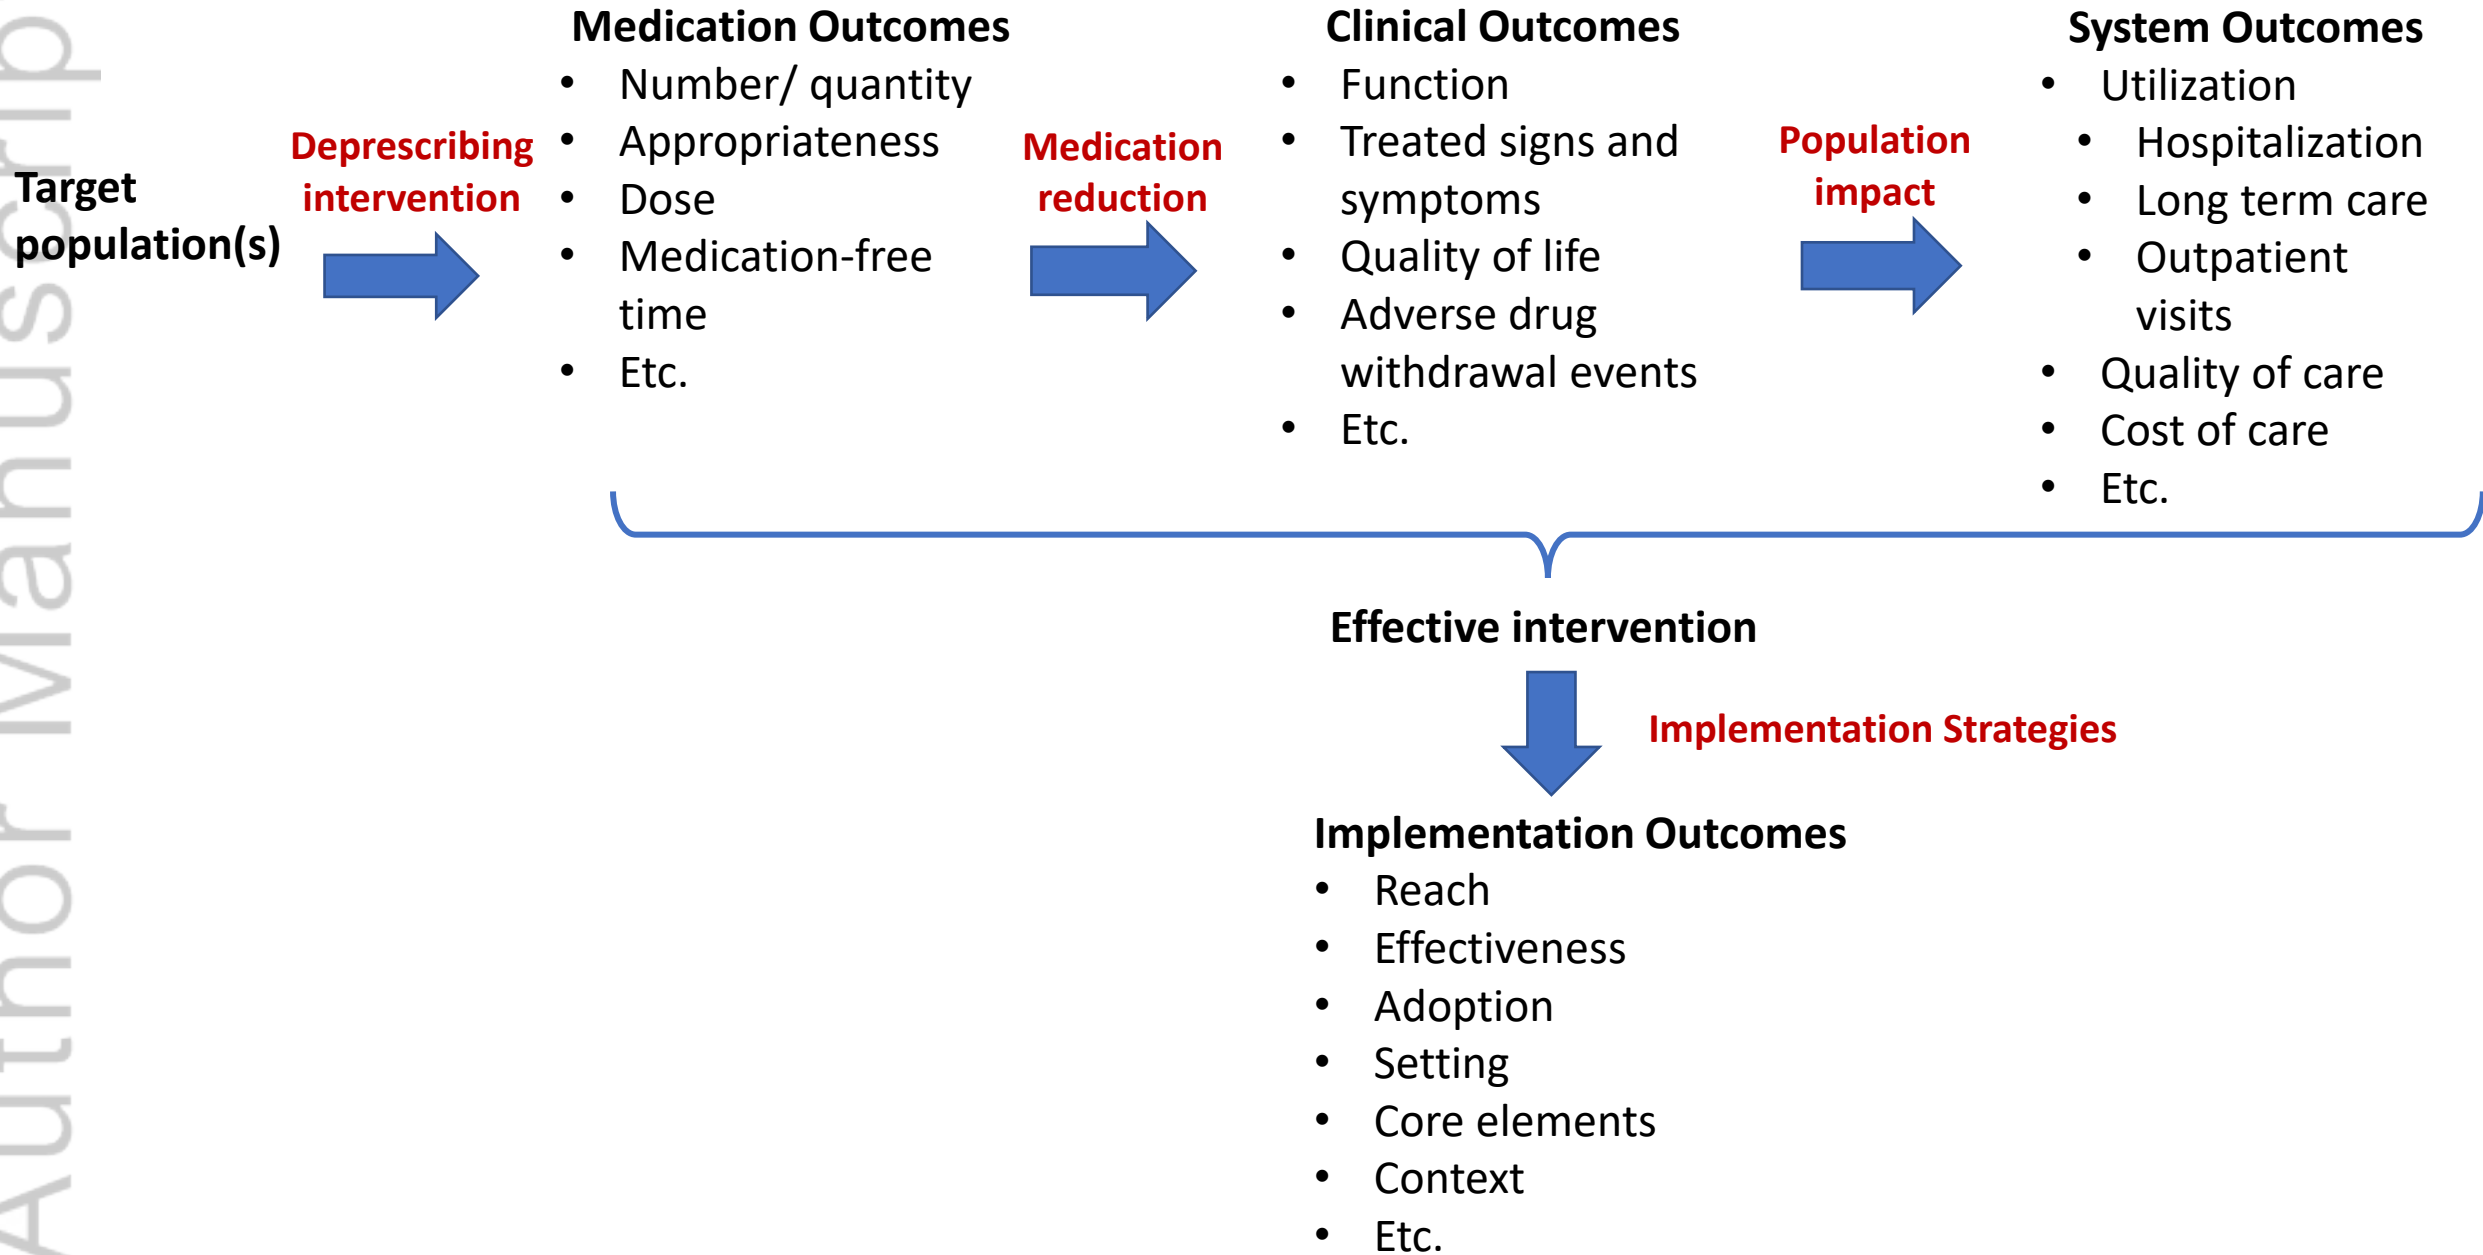 Author Manuscrip
Target
population(s)
Deprescribing
intervention
Medication Outcomes
• Number/ quantity
• Appropriateness
• Dose
• Medication-free
time
• Etc.
Medication
reduction
Clinical Outcomes
• Function
• Treated signs and
symptoms
• Quality of life
• Adverse drug
withdrawal events
• Etc.
Population
impact
System Outcomes
• Utilization
• Hospitalization
• Long term care
• Outpatient
visits
• Quality of care
• Cost of care
• Etc.
Effective intervention
Implementation Strategies
Implementation Outcomes
• Reach
• Effectiveness
• Adoption
• Setting
• Core elements
• Context
• Etc.